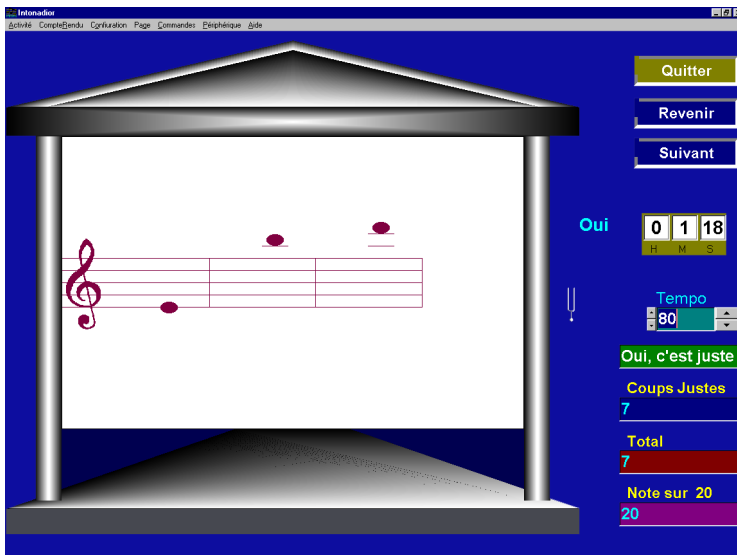 Intonadior
Activité CompteRendu Confiuration Page Commandes Périphérique Aide
Quitter
Revenir
Suivant
Oui
0 1 18
H M S
Tempo
80
Oui, c'est juste
Coups Justes
7
Total
7
Note sur 20
20